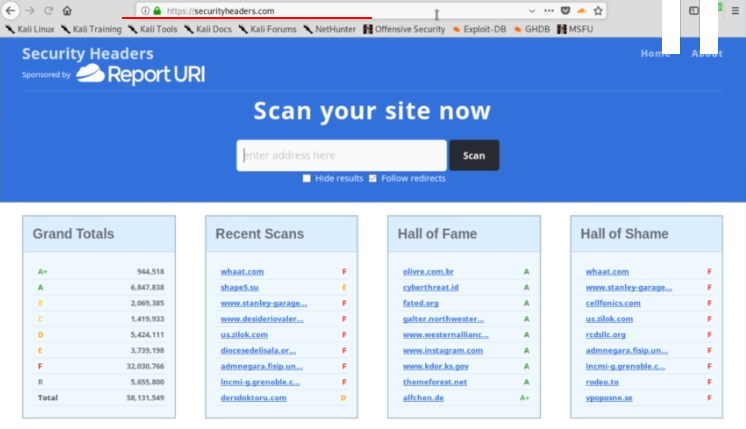 https://securityheaders.com
Kali Linux Kali Training Kali Tools Kali Docs Kali Forums NetHunter Offensive Security Exploit-DB GHDB MSFU
Security Headers
Home About
Sponsored by Report URI
Scan your site now
enter address here Scan
Hide results Follow redirects
Grand Totals
A+ 944,518
A 6,847,838
B 2,069,385
C 1,419,933
D 5,424,111
E 3,739,198
F 32,030,766
R 5,655,800
Total 58,131,549
Recent Scans
whaat.com F
shape5.su E
www.stanley-garage... F
www.desideriovaler... F
us.zilok.com F
diocesedelisala.or... F
admnegara.fisip.un... F
lncmi-g.grenoble.c... F
dersdoktoru.com D
Hall of Fame
olivre.com.br A
cyberthreat.id A
fated.org A
galter.northwester... A
www.westernallianc... A
www.instagram.com A
www.kdor.ks.gov A
themeforest.net A
alfchen.de A+
Hall of Shame
whaat.com F
www.stanley-garage... F
cellfonics.com F
us.zilok.com F
rcdsllc.org F
admnegara.fisip.un... F
lncmi-g.grenoble.c... F
rodeo.to F
vpoposne.se F